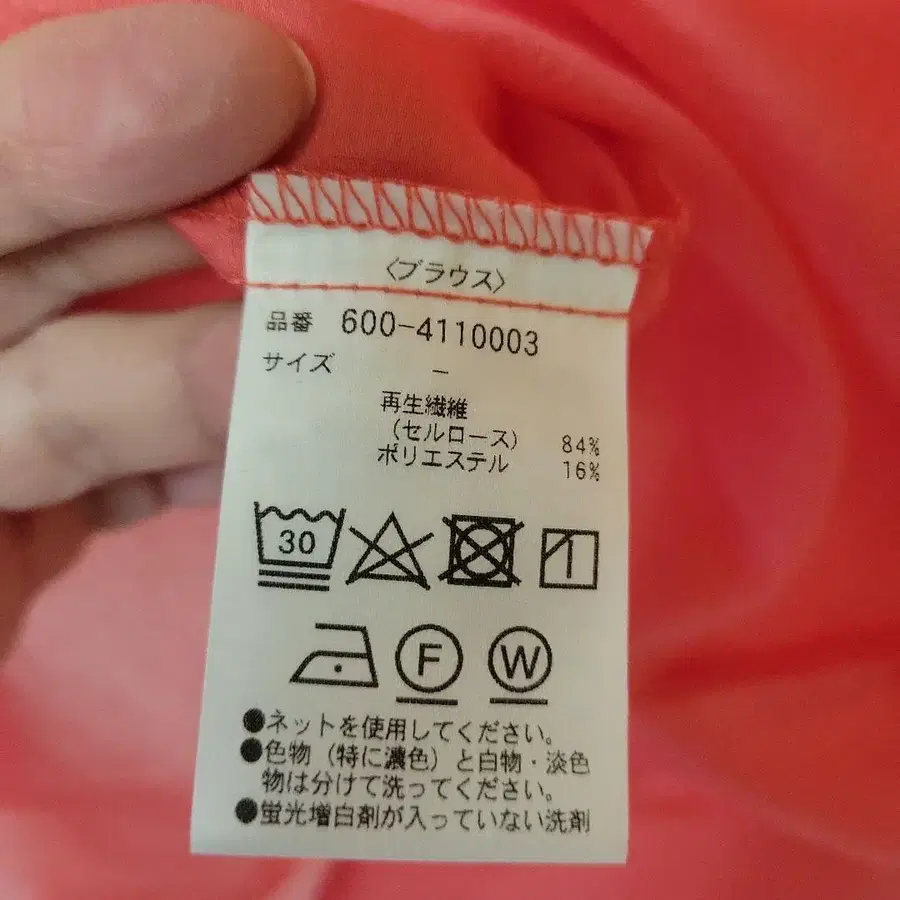 〈ブラウス〉
品番 600-4110003
サイズ -
再生繊維
(セルロース) 84%
ポリエステル 16%
30
F W
●ネットを使用してください。
●色物(特に濃色)と白物・淡色
物は分けて洗ってください。
●蛍光増白剤が入っていない洗剤